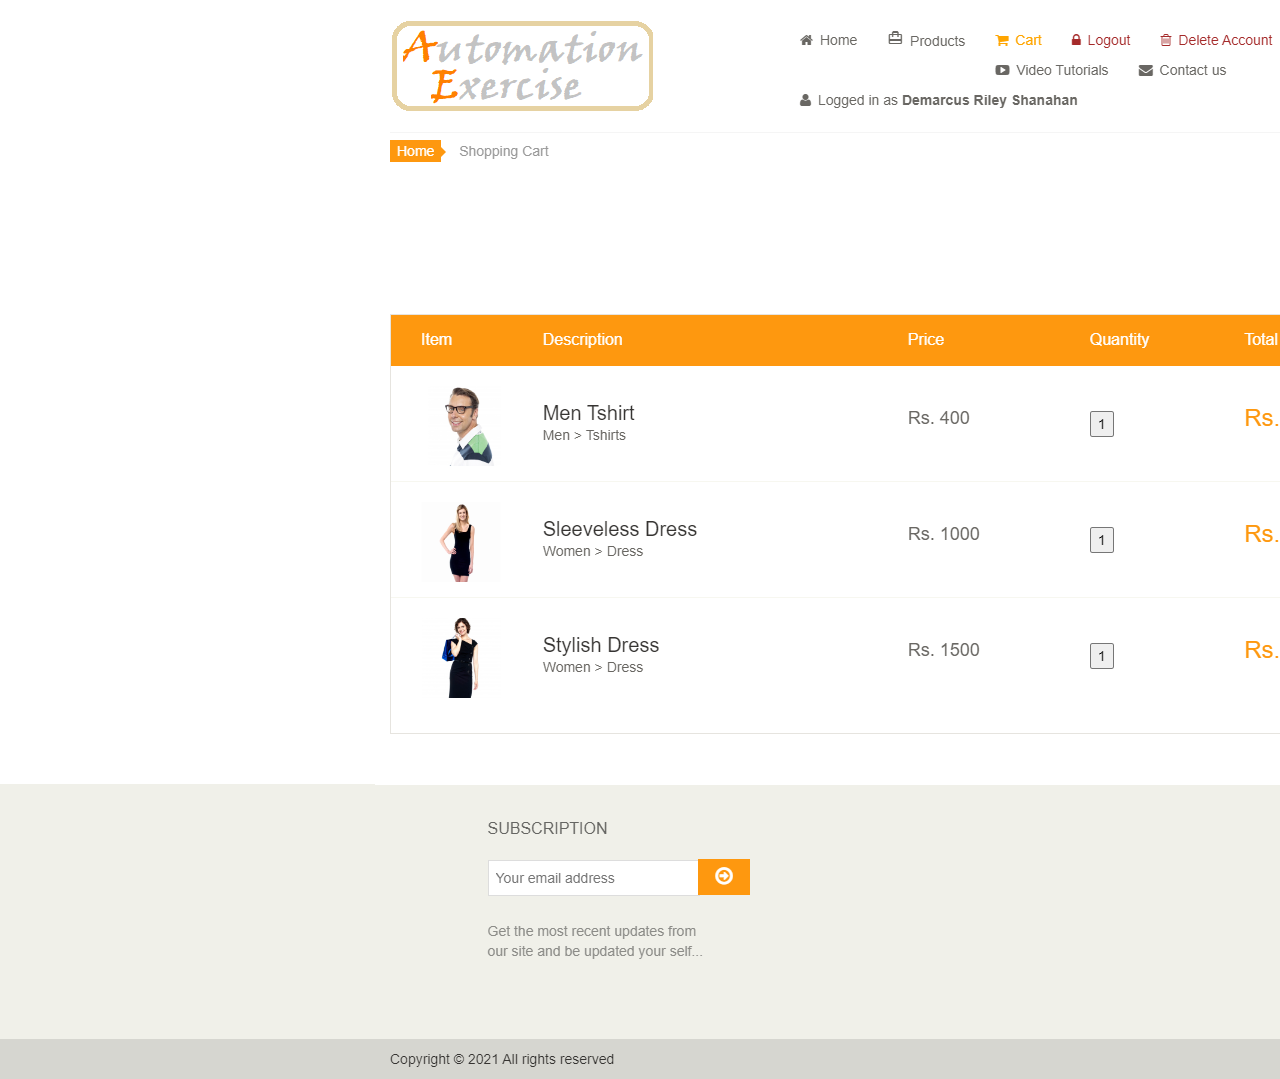 Automation
Exercise
Home Products Cart Logout Delete Account
Video Tutorials Contact us
Logged in as Demarcus Riley Shanahan
Home Shopping Cart
Item Description Price Quantity Total
Men Tshirt
Men > Tshirts
Rs. 400
1
Rs.
Sleeveless Dress
Women > Dress
Rs. 1000
1
Rs.
Stylish Dress
Women > Dress
Rs. 1500
1
Rs.
SUBSCRIPTION
Your email address
Get the most recent updates from
our site and be updated your self...
Copyright © 2021 All rights reserved